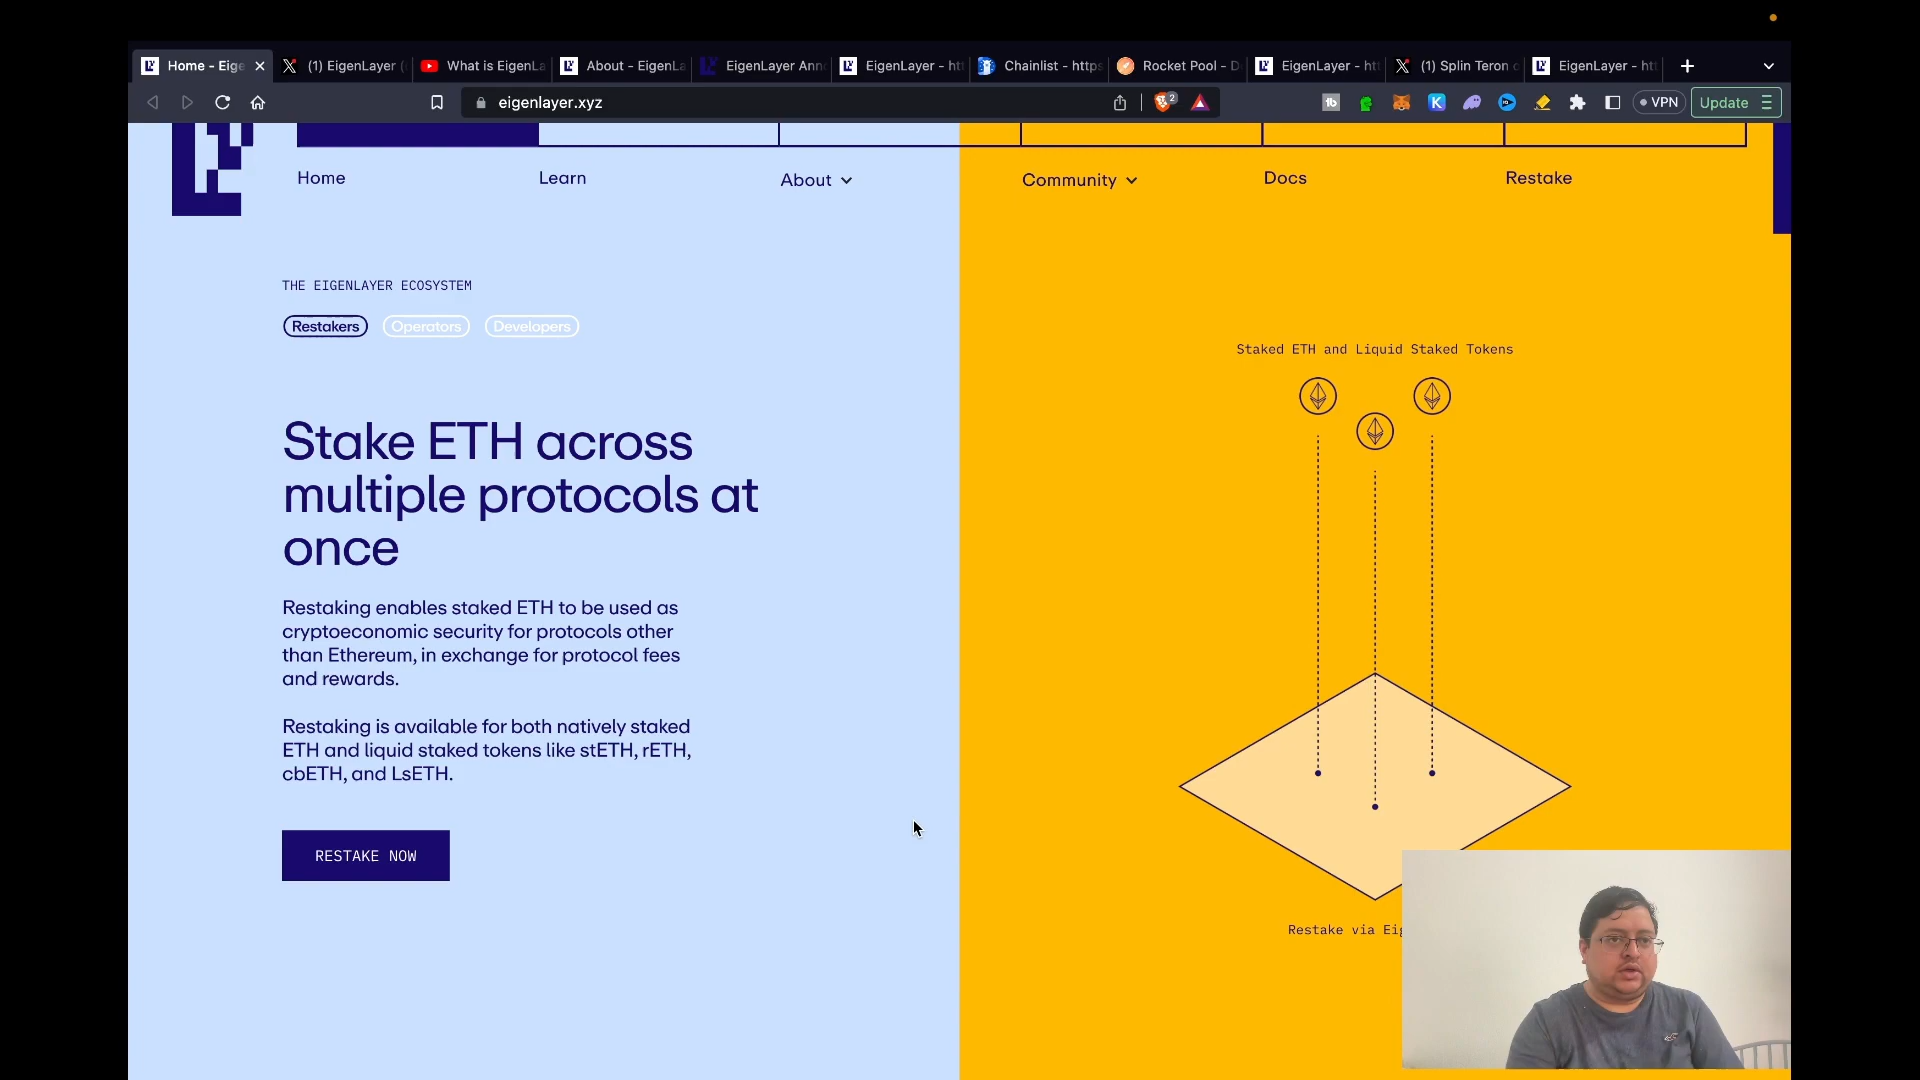 Home - Eige
(1) EigenLayer (
What is EigenLa
About - EigenLa
EigenLayer Ann
EigenLayer - htt
Chainlist - https
Rocket Pool - D
EigenLayer - htt
(1) Splin Teron
EigenLayer - htt
eigenlayer.xyz
2
VPN
Update
Home
Learn
About
Community
Docs
Restake
THE EIGENLAYER ECOSYSTEM
Restakers
Operators
Developers
Stake ETH across
multiple protocols at
once
Restaking enables staked ETH to be used as
cryptoeconomic security for protocols other
than Ethereum, in exchange for protocol fees
and rewards.
Restaking is available for both natively staked
ETH and liquid staked tokens like stETH, rETH,
cbETH, and LsETH.
RESTAKE NOW
Staked ETH and Liquid Staked Tokens
Restake via Eig